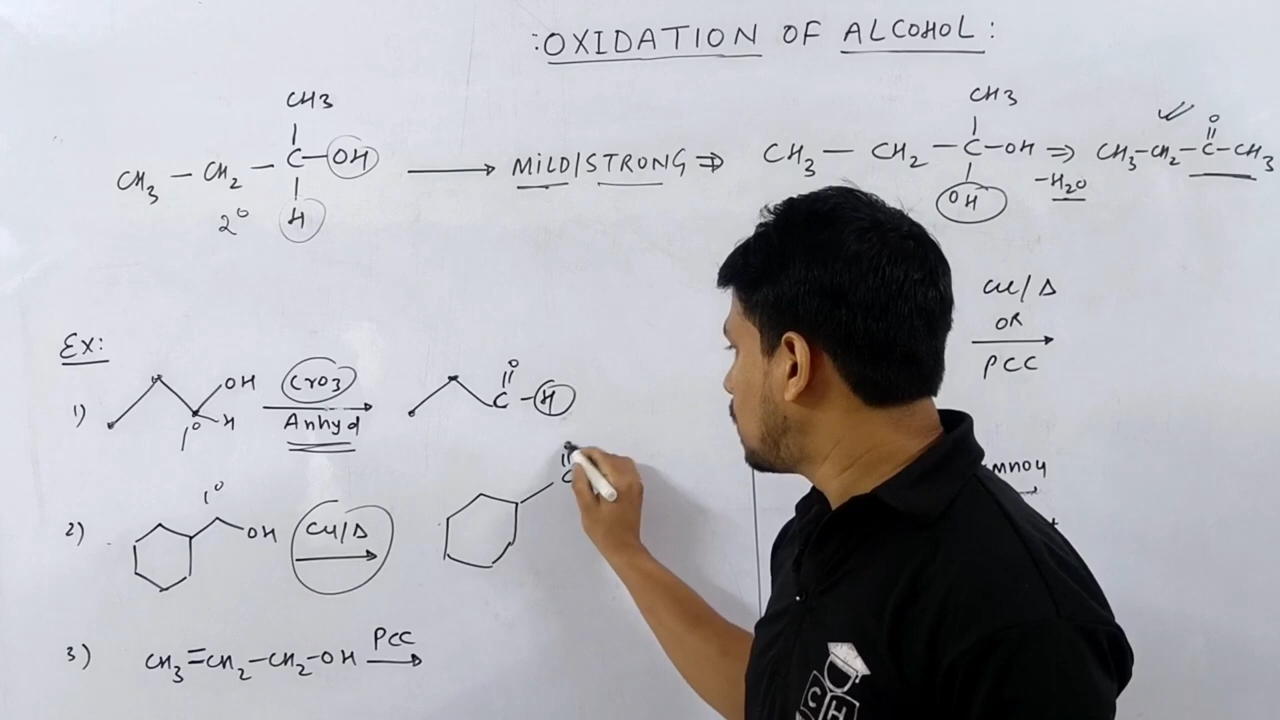 :OXIDATION OF ALCOHOL:
CH3
CH3 — CH2 — C — OH → MILD/STRONG ⇒
H
2°
CH3
CH3 — CH2 — C — OH ⇒ CH3-CH2-C-CH3
OH
-H2O
O
Cu/Δ
OR
PCC
Ex:
1)
OH
H
1°
CrO3
Anhyd
O
C - H
2)
1°
OH
Cu/Δ
C
3) CH3=CH2-CH2-OH PCC
mno4
CH